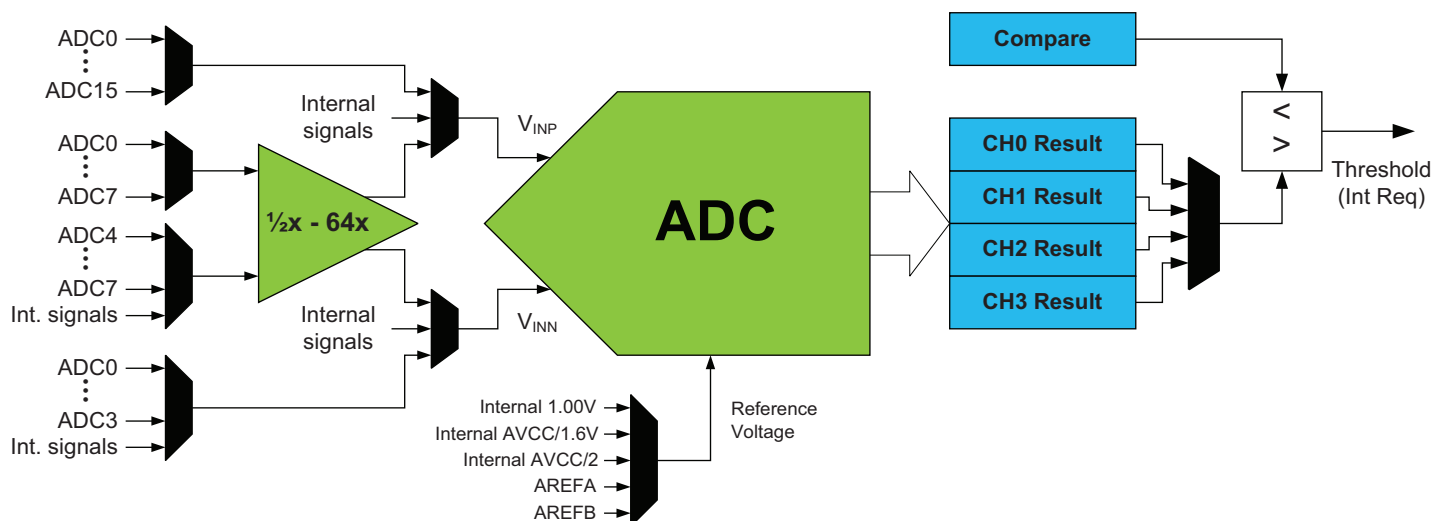 ADC0
ADC15
ADC0
ADC7
ADC4
ADC7
Int. signals
ADC0
ADC3
Int. signals
½x - 64x
Internal
signals
Internal
signals
VINP
VINN
ADC
Internal 1.00V
Internal AVCC/1.6V
Internal AVCC/2
AREFA
AREFB
Reference
Voltage
Compare
CH0 Result
CH1 Result
CH2 Result
CH3 Result
<
>
Threshold
(Int Req)